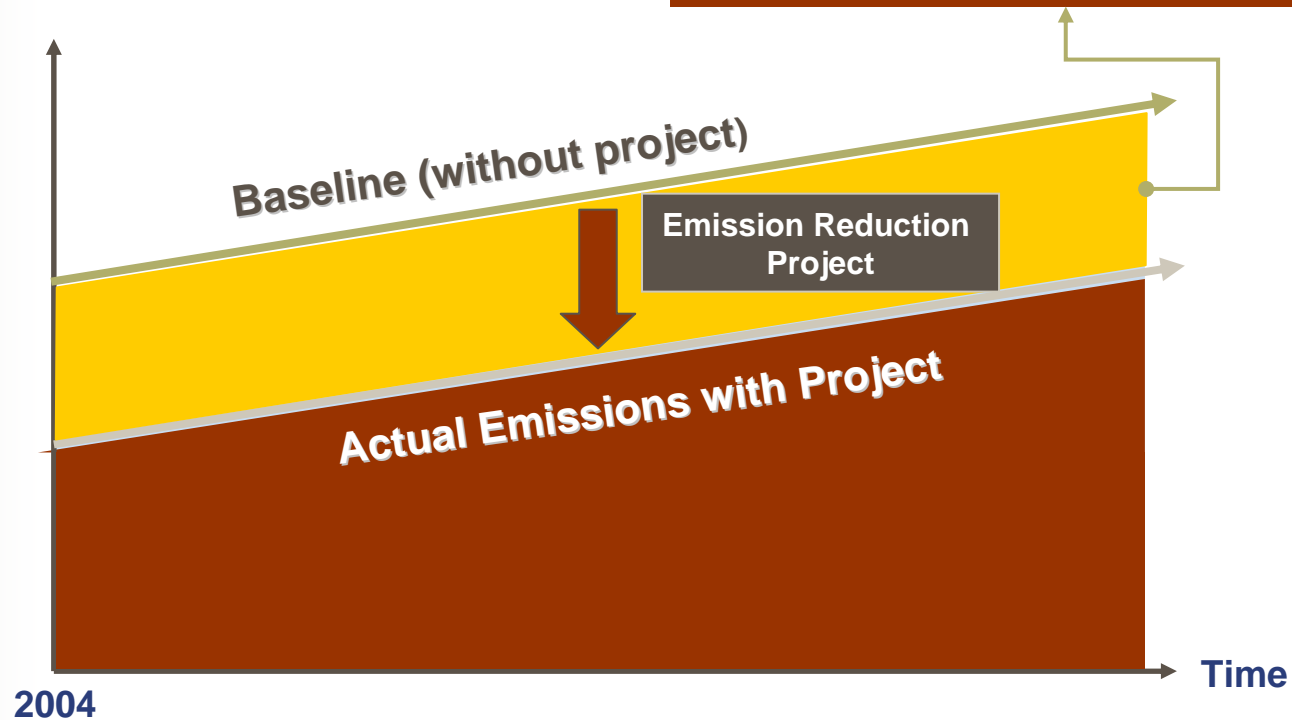 Baseline (without project)
Emission Reduction
Project
Actual Emissions with Project
Time
2004